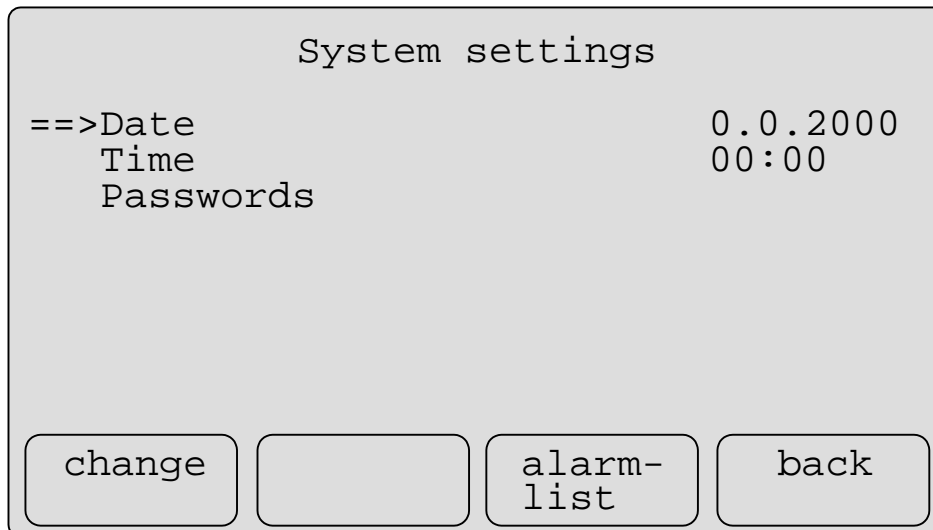 System settings
==>Date 0.0.2000
Time 00:00
Passwords
change alarm- back
list